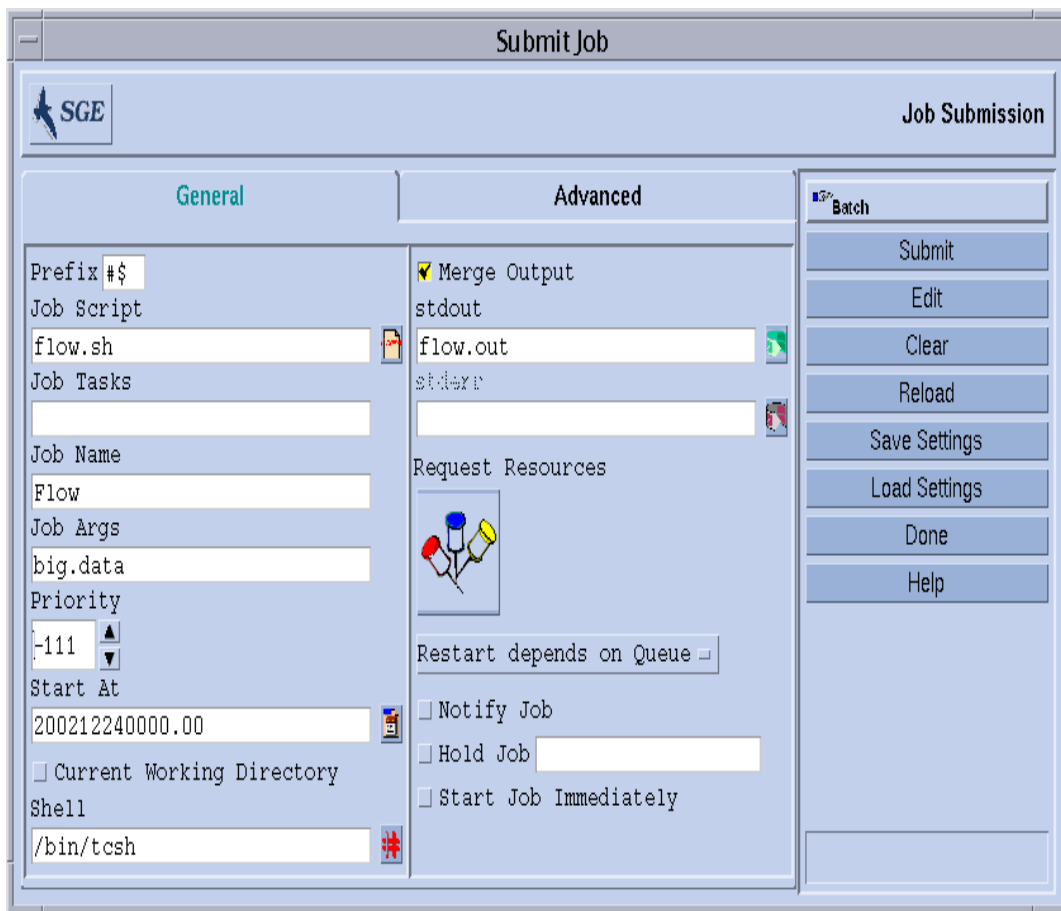 Submit Job
SGE
Job Submission
General
Advanced
Prefix #$
Job Script
flow.sh
Job Tasks
Job Name
Flow
Job Args
big.data
Priority
-111
Start At
200212240000.00
Current Working Directory
Shell
/bin/tcsh
Merge Output
stdout
flow.out
stderr
Request Resources
Restart depends on Queue
Notify Job
Hold Job
Start Job Immediately
Batch
Submit
Edit
Clear
Reload
Save Settings
Load Settings
Done
Help